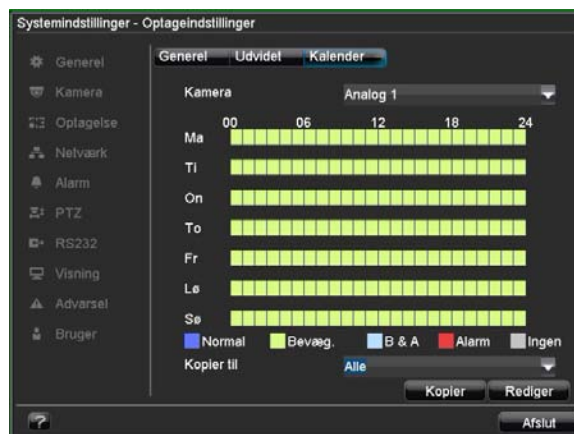 Systemindstillinger - Optageindstillinger
Generel
Kamera
Optagelse
Netværk
Alarm
PTZ
RS232
Visning
Advarsel
Bruger
Generel Udvidet Kalender
Kamera Analog 1
00 06 12 18 24
Ma
Ti
On
To
Fr
Lø
Sø
Normal Bevæg. B & A Alarm Ingen
Kopier til Alle
Kopier Rediger
? Afslut